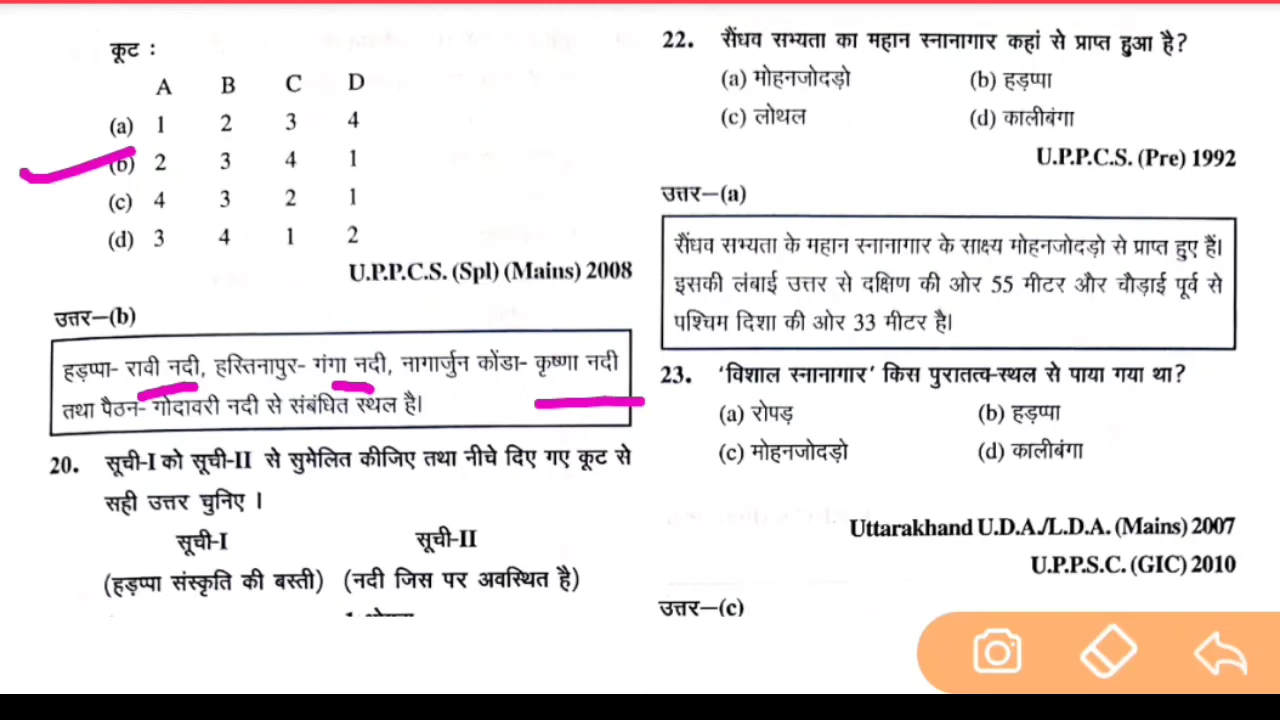 कूट :
A B C D
(a) 1 2 3 4
(b) 2 3 4 1
(c) 4 3 2 1
(d) 3 4 1 2
U.P.P.C.S. (Spl) (Mains) 2008
उत्तर–(b)
हड़प्पा- रावी नदी, हस्तिनापुर- गंगा नदी, नागार्जुन कोंडा- कृष्णा नदी
तथा पैठन- गोदावरी नदी से संबंधित स्थल है।
20. सूची-I को सूची-II से सुमेलित कीजिए तथा नीचे दिए गए कूट से
सही उत्तर चुनिए ।
सूची-I सूची-II
(हड़प्पा संस्कृति की बस्ती) (नदी जिस पर अवस्थित है)
22. सैंधव सभ्यता का महान स्नानागार कहां से प्राप्त हुआ है?
(a) मोहनजोदड़ो (b) हड़प्पा
(c) लोथल (d) कालीबंगा
U.P.P.C.S. (Pre) 1992
उत्तर–(a)
सैंधव सभ्यता के महान स्नानागार के साक्ष्य मोहनजोदड़ो से प्राप्त हुए हैं।
इसकी लंबाई उत्तर से दक्षिण की ओर 55 मीटर और चौड़ाई पूर्व से
पश्चिम दिशा की ओर 33 मीटर है।
23. 'विशाल स्नानागार' किस पुरातत्व-स्थल से पाया गया था?
(a) रोपड़ (b) हड़प्पा
(c) मोहनजोदड़ो (d) कालीबंगा
Uttarakhand U.D.A./L.D.A. (Mains) 2007
U.P.P.S.C. (GIC) 2010
उत्तर–(c)